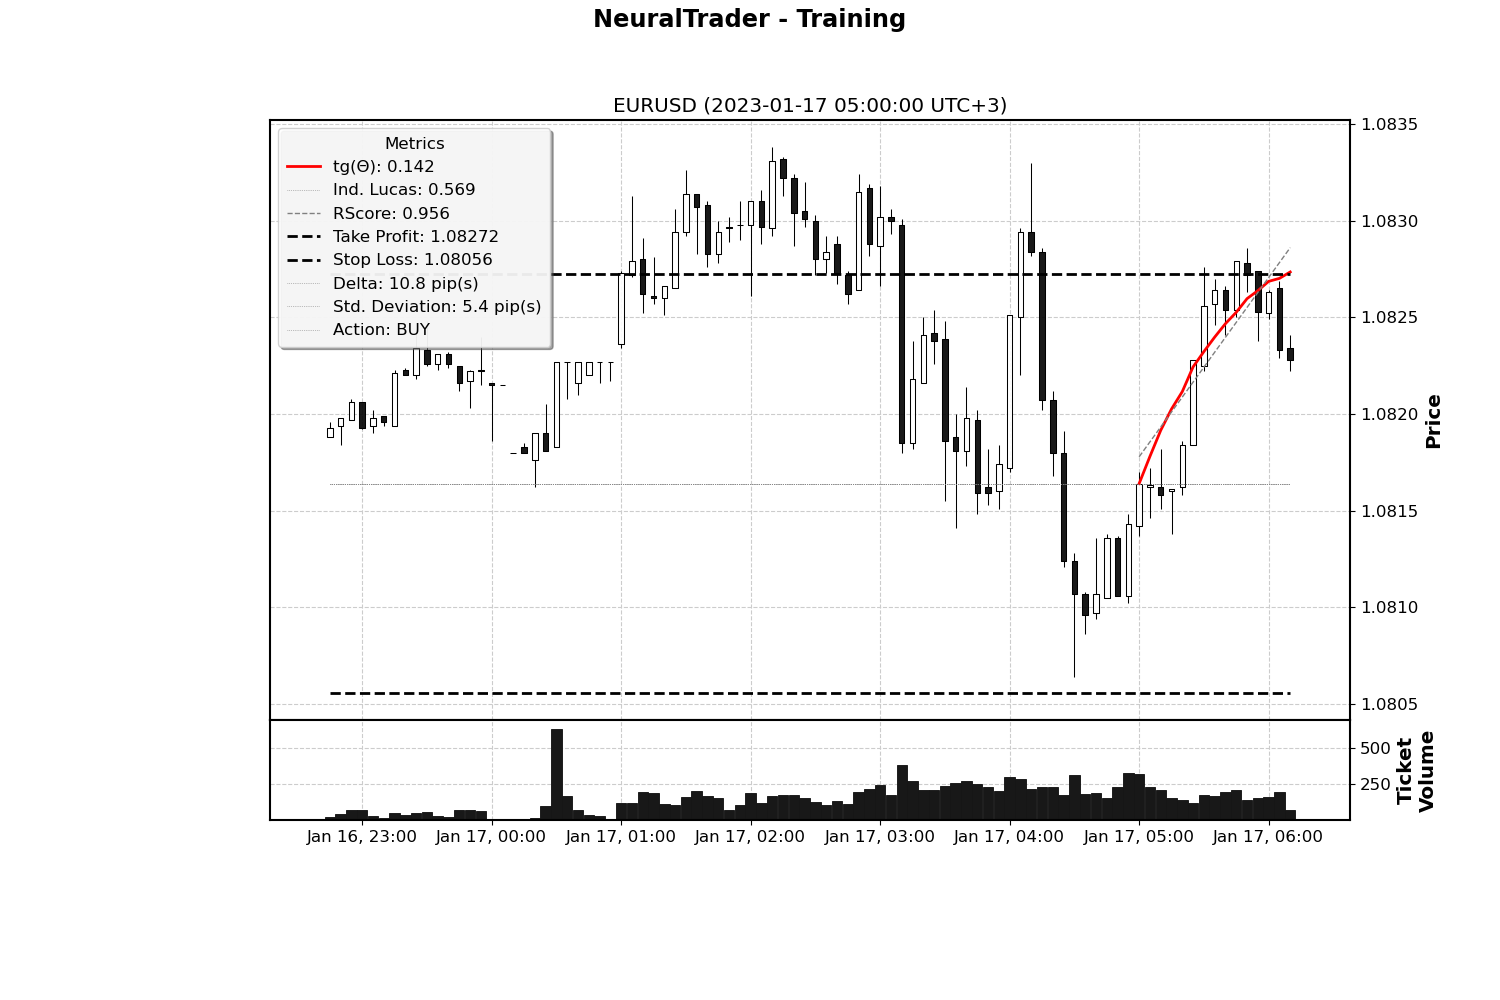 NeuralTrader - Training
EURUSD (2023-01-17 05:00:00 UTC+3)
Metrics
tg(Θ): 0.142
Ind. Lucas: 0.569
RScore: 0.956
Take Profit: 1.08272
Stop Loss: 1.08056
Delta: 10.8 pip(s)
Std. Deviation: 5.4 pip(s)
Action: BUY
1.0835
1.0830
1.0825
1.0820
1.0815
1.0810
1.0805
Price
500
250
Ticket
Volume
Jan 16, 23:00
Jan 17, 00:00
Jan 17, 01:00
Jan 17, 02:00
Jan 17, 03:00
Jan 17, 04:00
Jan 17, 05:00
Jan 17, 06:00